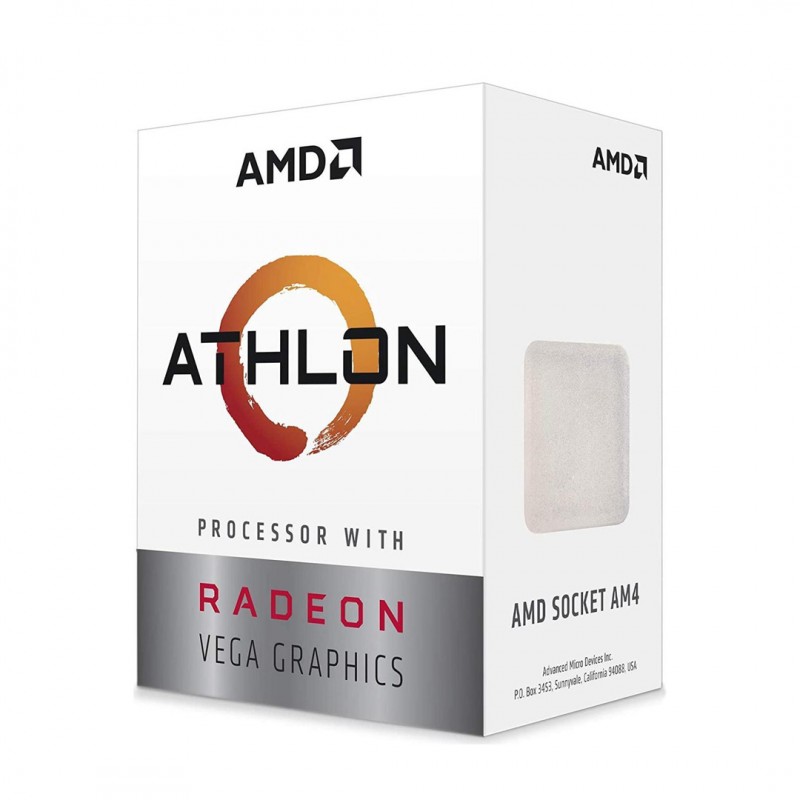 AMD
ATHLON
PROCESSOR WITH
RADEON
VEGA GRAPHICS
AMD
AMD SOCKET AM4
Advanced Micro Devices Inc.
P.O. Box 3453, Sunnyvale, California 94088, USA